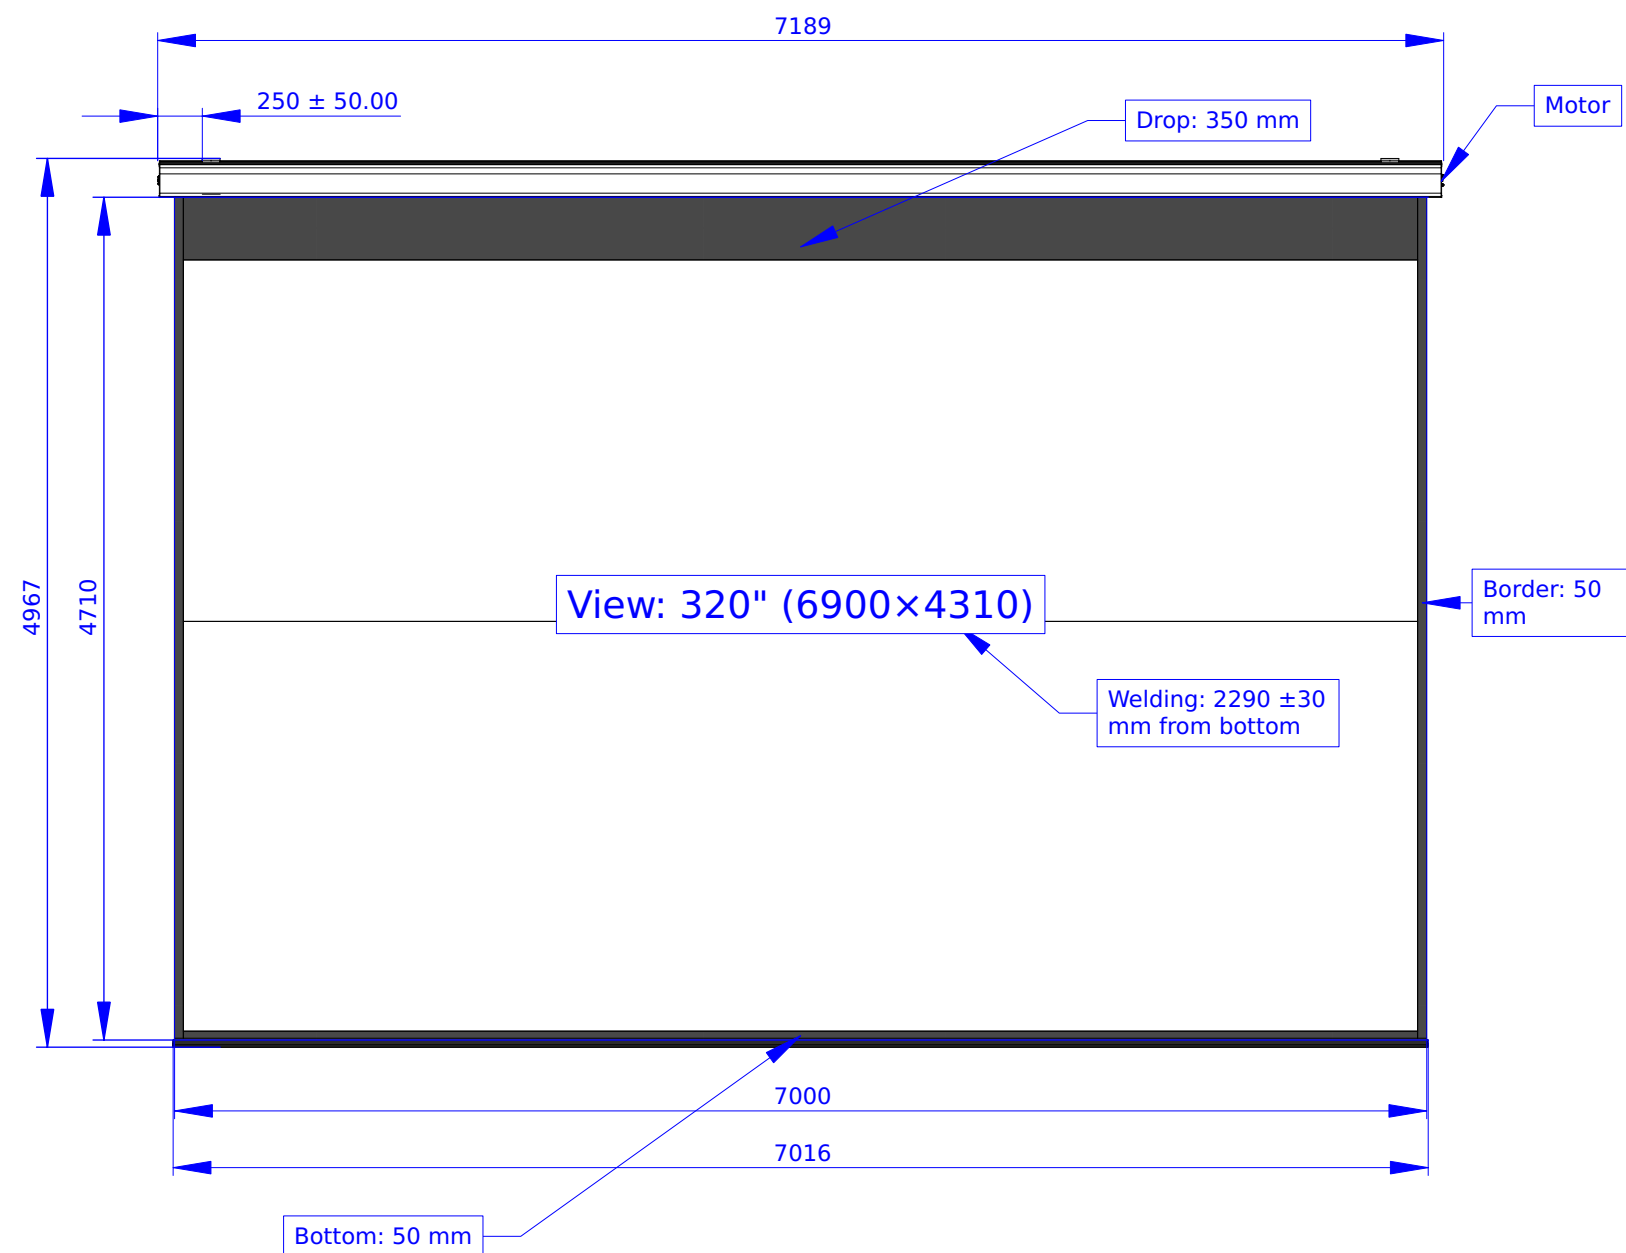 7189
250 ± 50.00
Motor
Drop: 350 mm
4967
4710
View: 320" (6900×4310)
Border: 50
mm
Welding: 2290 ±30
mm from bottom
7000
7016
Bottom: 50 mm